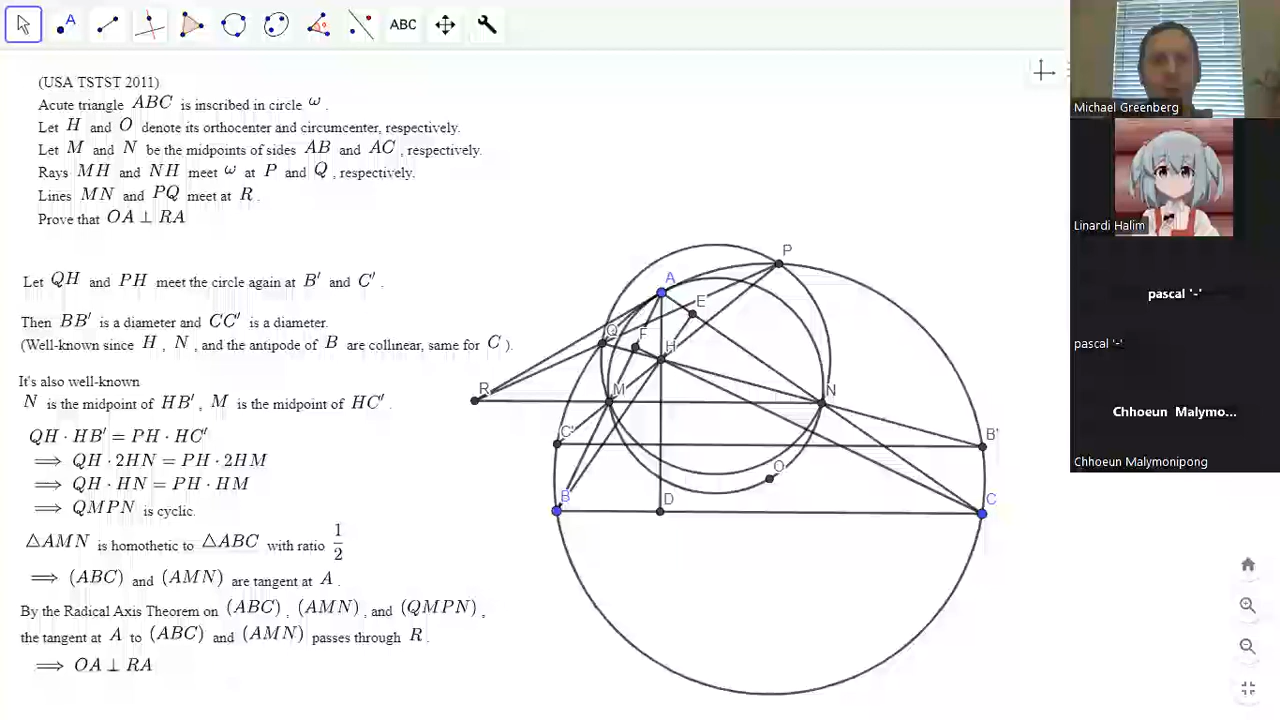 A
ABC
(USA TSTST 2011)
Acute triangle ABC is inscribed in circle ω .
Let H and O denote its orthocenter and circumcenter, respectively.
Let M and N be the midpoints of sides AB and AC , respectively.
Rays MH and NH meet ω at P and Q , respectively.
Lines MN and PQ meet at R .
Prove that OA ⊥ RA
Let QH and PH meet the circle again at B' and C' .
Then BB' is a diameter and CC' is a diameter.
(Well-known since H , N , and the antipode of B are collinear, same for C ).
It's also well-known
N is the midpoint of HB' , M is the midpoint of HC' .
QH · HB' = PH · HC'
⟹ QH · 2HN = PH · 2HM
⟹ QH · HN = PH · HM
⟹ QMPN is cyclic.
△AMN is homothetic to △ABC with ratio 1/2
⟹ (ABC) and (AMN) are tangent at A .
By the Radical Axis Theorem on (ABC) , (AMN) , and (QMPN) ,
the tangent at A to (ABC) and (AMN) passes through R .
⟹ OA ⊥ RA
P
A
E
Q
F
H
R
M
N
C'
B'
O
B
D
C
Michael Greenberg
Linardi Halim
pascal '-'
pascal '-'
Chhoeun Malymo...
Chhoeun Malymonipong